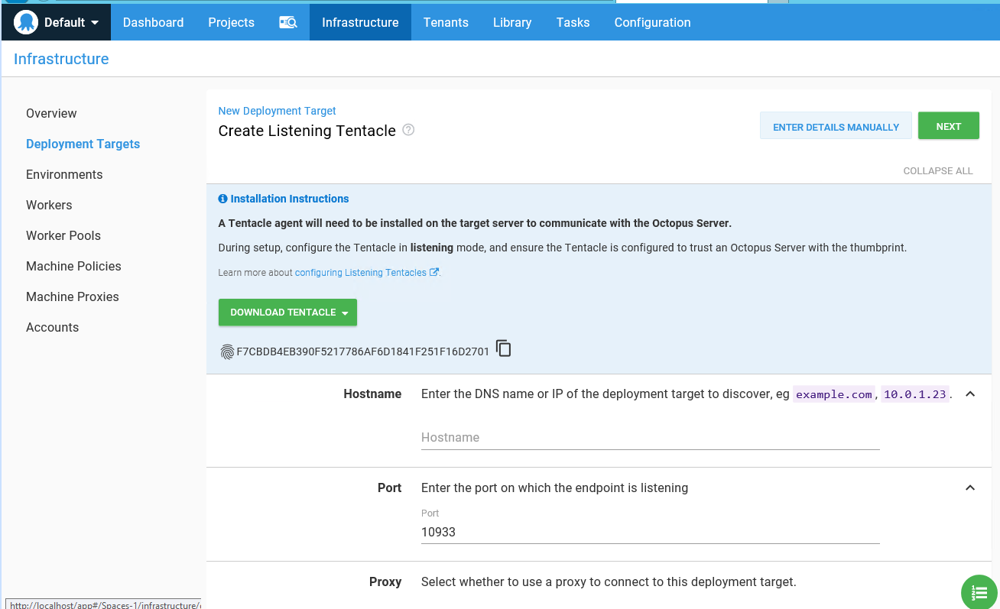 Default Dashboard Projects Infrastructure Tenants Library Tasks Configuration
Infrastructure
Overview
Deployment Targets
Environments
Workers
Worker Pools
Machine Policies
Machine Proxies
Accounts
New Deployment Target
Create Listening Tentacle
ENTER DETAILS MANUALLY
NEXT
COLLAPSE ALL
Installation Instructions
A Tentacle agent will need to be installed on the target server to communicate with the Octopus Server.
During setup, configure the Tentacle in listening mode, and ensure the Tentacle is configured to trust an Octopus Server with the thumbprint.
Learn more about configuring Listening Tentacles.
DOWNLOAD TENTACLE
F7CBDB4EB390F5217786AF6D1841F251F16D2701
Hostname Enter the DNS name or IP of the deployment target to discover, eg example.com, 10.0.1.23.
Hostname
Port Enter the port on which the endpoint is listening
Port
10933
Proxy Select whether to use a proxy to connect to this deployment target.
http://localhost/app#/Spaces-1/infrastructure/